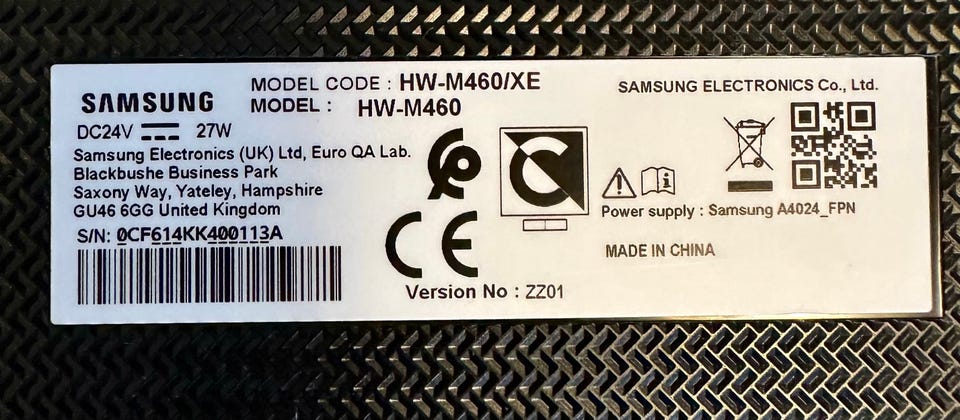 SAMSUNG
MODEL CODE : HW-M460/XE
MODEL : HW-M460
SAMSUNG ELECTRONICS Co., Ltd.
DC24V 27W
Samsung Electronics (UK) Ltd, Euro QA Lab.
Blackbushe Business Park
Saxony Way, Yateley, Hampshire
GU46 6GG United Kingdom
S/N: 0CF614KK400113A
CE
Version No : ZZ01
Power supply : Samsung A4024_FPN
MADE IN CHINA